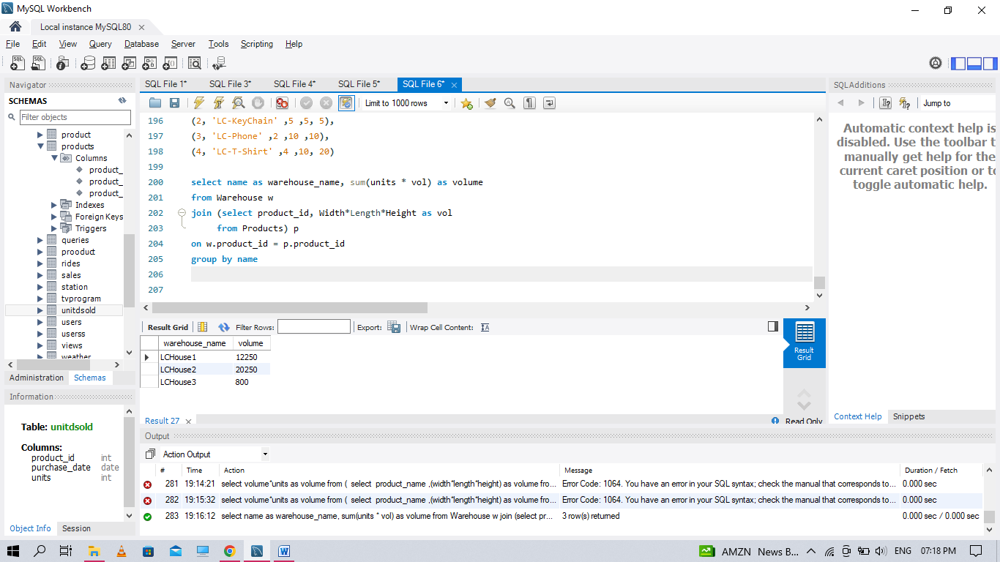 MySQL Workbench
Local instance MySQL80
File Edit View Query Database Server Tools Scripting Help
Navigator
SCHEMAS
Filter objects
product
products
Columns
product_
product_
product_
Indexes
Foreign Keys
Triggers
queries
prooduct
rides
sales
station
tvprogram
unitdsold
users
userss
views
weather
Administration Schemas
Information
Table: unitdsold
Columns:
product_id int
purchase_date date
units int
Object Info Session
SQL File 1* SQL File 3* SQL File 4* SQL File 5* SQL File 6*
Limit to 1000 rows
196 (2, 'LC-KeyChain' ,5 ,5, 5),
197 (3, 'LC-Phone' ,2 ,10 ,10),
198 (4, 'LC-T-Shirt' ,4 ,10, 20)
199
200 select name as warehouse_name, sum(units * vol) as volume
201 from Warehouse w
202 join (select product_id, Width*Length*Height as vol
203 from Products) p
204 on w.product_id = p.product_id
205 group by name
206
207
Result Grid Filter Rows: Export: Wrap Cell Content:
warehouse_name volume
LCHouse1 12250
LCHouse2 20250
LCHouse3 800
Result Grid
Result 27
Read Only
SQLAdditions
Jump to
Automatic context help is
disabled. Use the toolbar t
manually get help for the
current caret position or to
toggle automatic help.
Context Help Snippets
Output
Action Output
# Time Action Message Duration / Fetch
281 19:14:21 select volume*units as volume from ( select product_name ,(width*length*height) as volume fro... Error Code: 1064. You have an error in your SQL syntax; check the manual that corresponds to... 0.000 sec
282 19:15:32 select volume*units as volume from ( select product_name ,(width*length*height) as volume fro... Error Code: 1064. You have an error in your SQL syntax; check the manual that corresponds to... 0.000 sec
283 19:16:12 select name as warehouse_name, sum(units * vol) as volume from Warehouse w join (select pr... 3 row(s) returned 0.000 sec / 0.000 sec
AMZN News B... ENG 07:18 PM